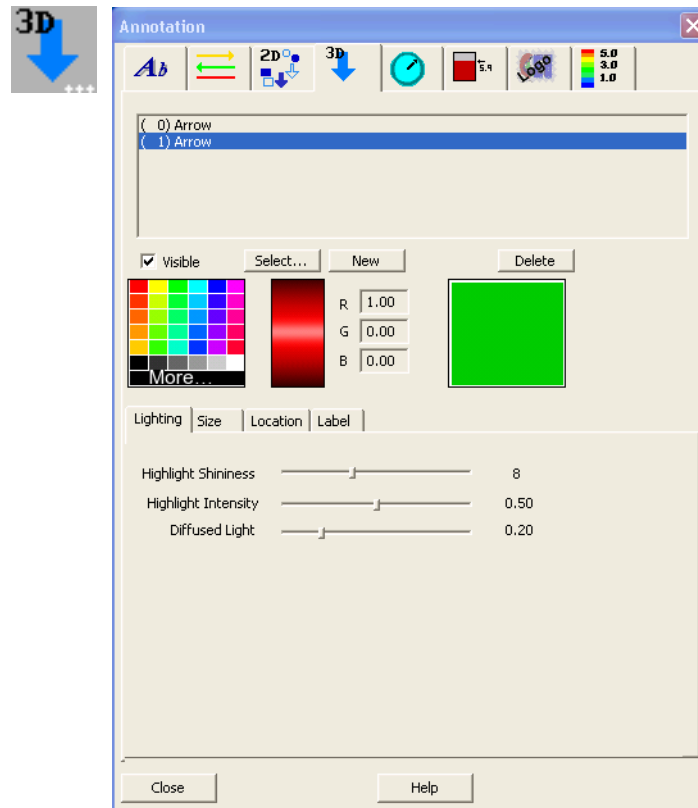 3D
Annotation
Ab
2D
3D
5.9
Logo
5.0
3.0
1.0
( 0) Arrow
( 1) Arrow
Visible
Select...
New
Delete
R 1.00
G 0.00
B 0.00
More...
Lighting
Size
Location
Label
Highlight Shininess 8
Highlight Intensity 0.50
Diffused Light 0.20
Close
Help